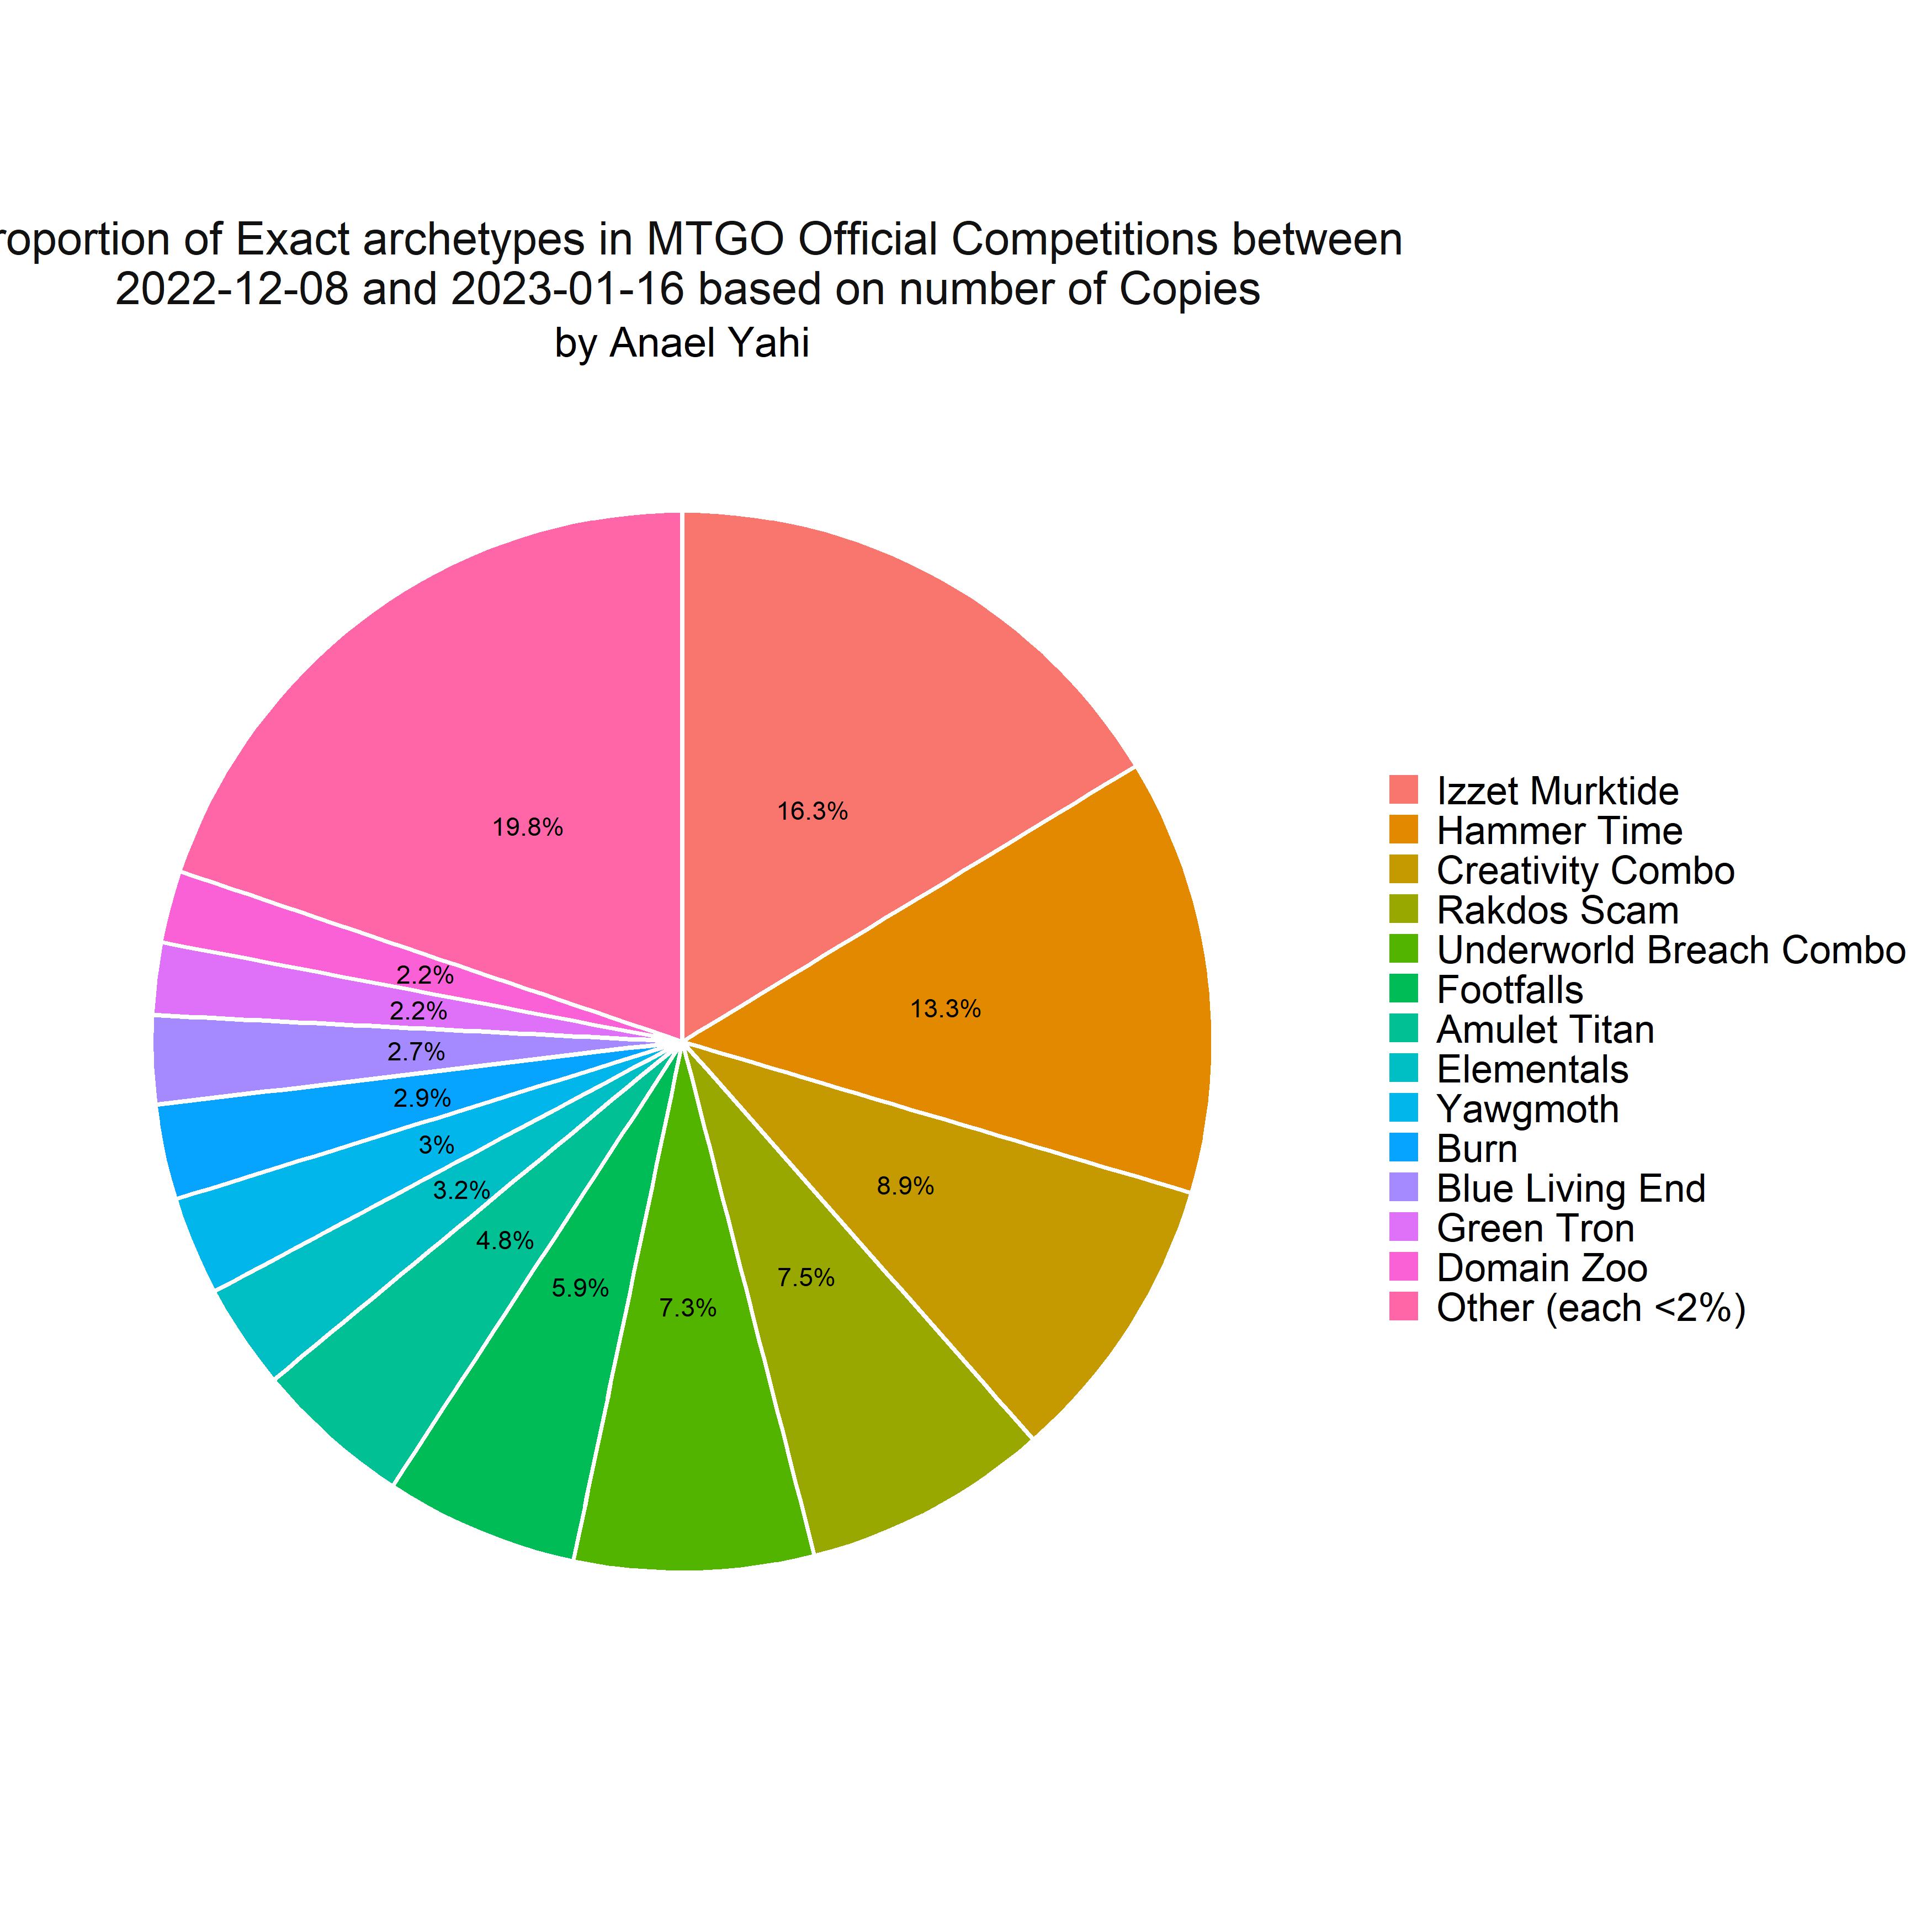 roportion of Exact archetypes in MTGO Official Competitions between
2022-12-08 and 2023-01-16 based on number of Copies
by Anael Yahi
16.3%
13.3%
8.9%
7.5%
7.3%
5.9%
4.8%
3.2%
3%
2.9%
2.7%
2.2%
2.2%
19.8%
Izzet Murktide
Hammer Time
Creativity Combo
Rakdos Scam
Underworld Breach Combo
Footfalls
Amulet Titan
Elementals
Yawgmoth
Burn
Blue Living End
Green Tron
Domain Zoo
Other (each <2%)